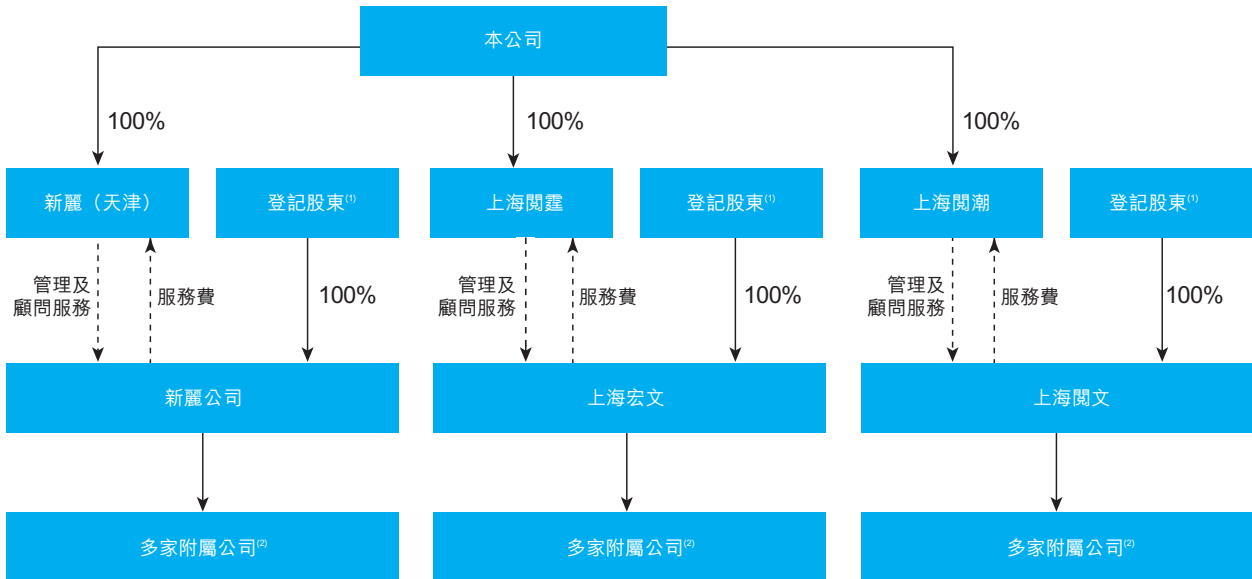 本公司
100%
100%
100%
新麗（天津）
登記股東(1)
上海閱霆
登記股東(1)
上海閱潮
登記股東(1)
管理及
顧問服務
服務費
100%
管理及
顧問服務
服務費
100%
管理及
顧問服務
服務費
100%
新麗公司
上海宏文
上海閱文
多家附屬公司(2)
多家附屬公司(2)
多家附屬公司(2)